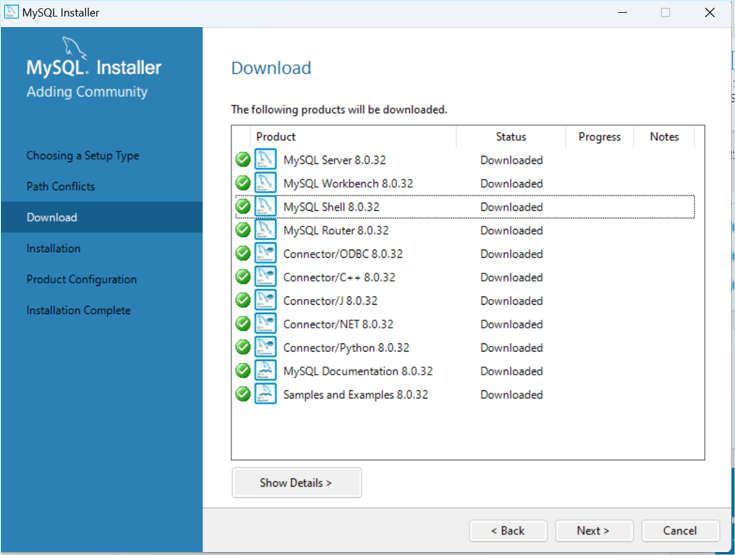 MySQL Installer
MySQL. Installer
Adding Community
Choosing a Setup Type
Path Conflicts
Download
Installation
Product Configuration
Installation Complete
Download
The following products will be downloaded.
Product Status Progress Notes
MySQL Server 8.0.32 Downloaded
MySQL Workbench 8.0.32 Downloaded
MySQL Shell 8.0.32 Downloaded
MySQL Router 8.0.32 Downloaded
Connector/ODBC 8.0.32 Downloaded
Connector/C++ 8.0.32 Downloaded
Connector/J 8.0.32 Downloaded
Connector/NET 8.0.32 Downloaded
Connector/Python 8.0.32 Downloaded
MySQL Documentation 8.0.32 Downloaded
Samples and Examples 8.0.32 Downloaded
Show Details >
< Back Next > Cancel